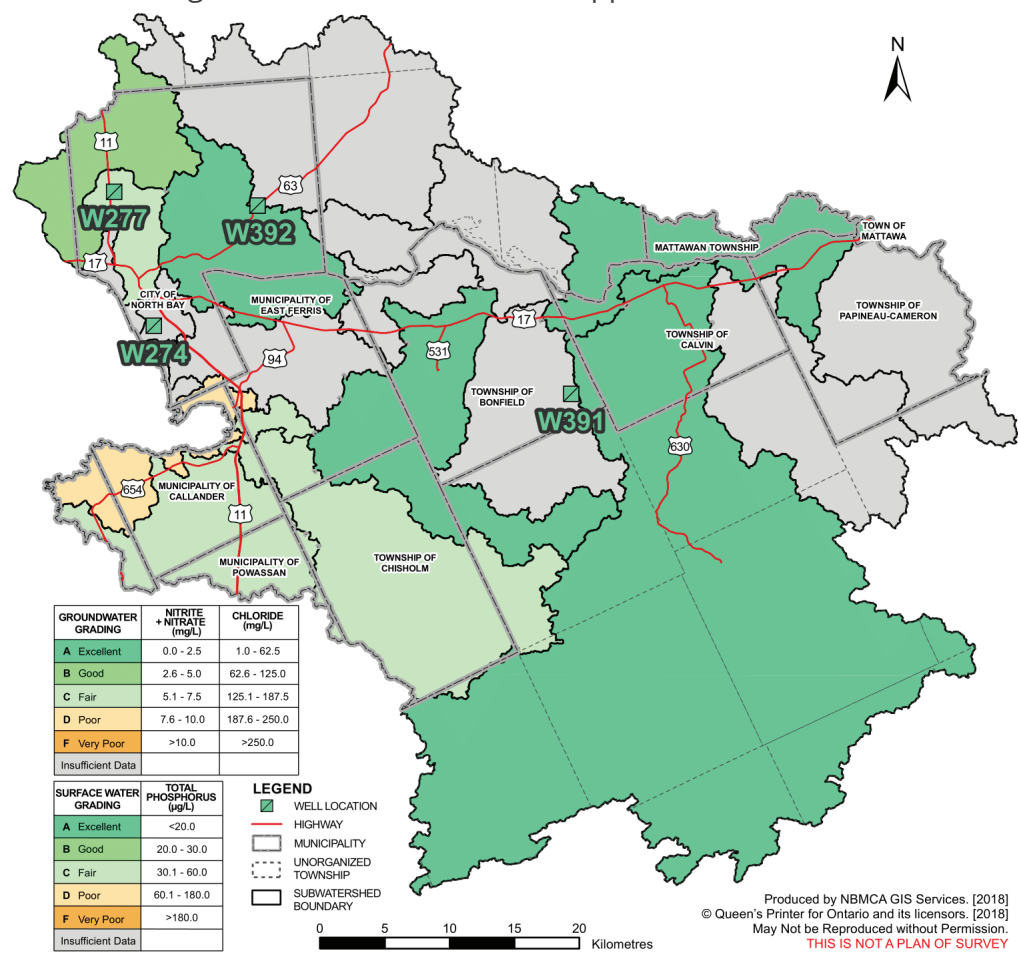 N
11
63
W277
W392
17
TOWN OF
MATTAWA
MATTAWAN TOWNSHIP
CITY OF
NORTH BAY
MUNICIPALITY OF
EAST FERRIS
TOWNSHIP OF
PAPINEAU-CAMERON
17
W274
94
531
TOWNSHIP OF
CALVIN
TOWNSHIP OF
BONFIELD
W391
630
654
MUNICIPALITY OF
CALLANDER
11
MUNICIPALITY OF
POWASSAN
TOWNSHIP OF
CHISHOLM
GROUNDWATER
GRADING
NITRITE
+ NITRATE
(mg/L)
CHLORIDE
(mg/L)
A Excellent 0.0 - 2.5 1.0 - 62.5
B Good 2.6 - 5.0 62.6 - 125.0
C Fair 5.1 - 7.5 125.1 - 187.5
D Poor 7.6 - 10.0 187.6 - 250.0
F Very Poor >10.0 >250.0
Insufficient Data
SURFACE WATER
GRADING
TOTAL
PHOSPHORUS
(µg/L)
A Excellent <20.0
B Good 20.0 - 30.0
C Fair 30.1 - 60.0
D Poor 60.1 - 180.0
F Very Poor >180.0
Insufficient Data
LEGEND
WELL LOCATION
HIGHWAY
MUNICIPALITY
UNORGANIZED
TOWNSHIP
SUBWATERSHED
BOUNDARY
0 5 10 15 20
Kilometres
Produced by NBMCA GIS Services. [2018]
© Queen's Printer for Ontario and its licensors. [2018]
May Not be Reproduced without Permission.
THIS IS NOT A PLAN OF SURVEY